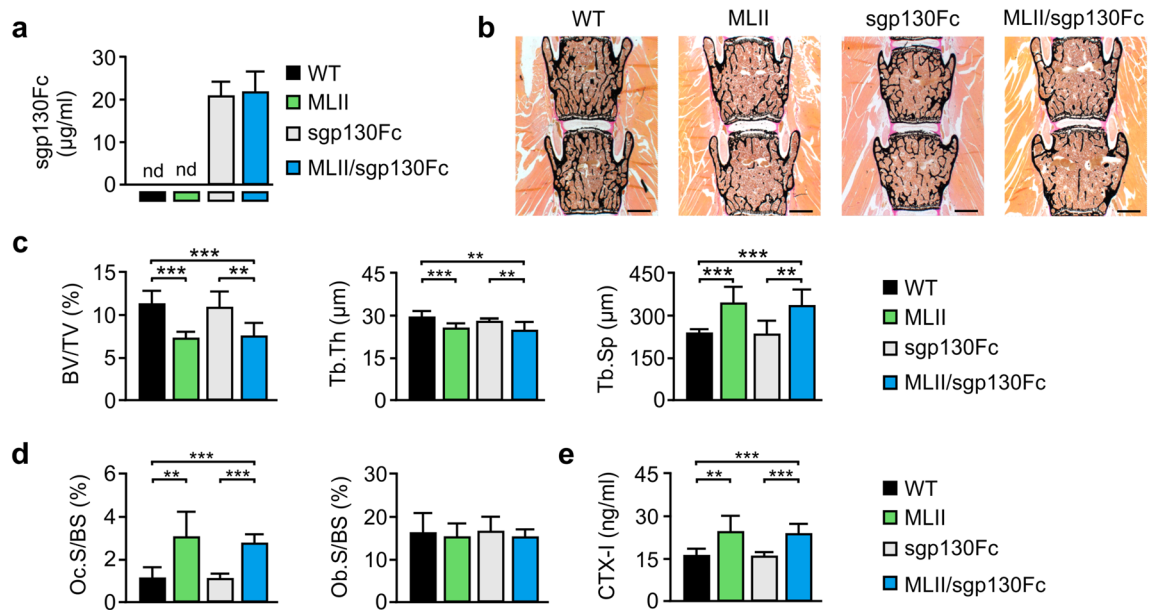 a
sgp130Fc
(µg/ml)
30
20
10
0
nd
nd
WT
MLII
sgp130Fc
MLII/sgp130Fc
b
WT
MLII
sgp130Fc
MLII/sgp130Fc
c
BV/TV (%)
15
10
5
0
***
***
**
Tb.Th (µm)
45
30
15
0
**
***
**
Tb.Sp (µm)
450
300
150
0
***
***
**
WT
MLII
sgp130Fc
MLII/sgp130Fc
d
Oc.S/BS (%)
6
4
2
0
***
**
***
Ob.S/BS (%)
30
20
10
0
e
CTX-I (ng/ml)
45
30
15
0
***
**
***
WT
MLII
sgp130Fc
MLII/sgp130Fc